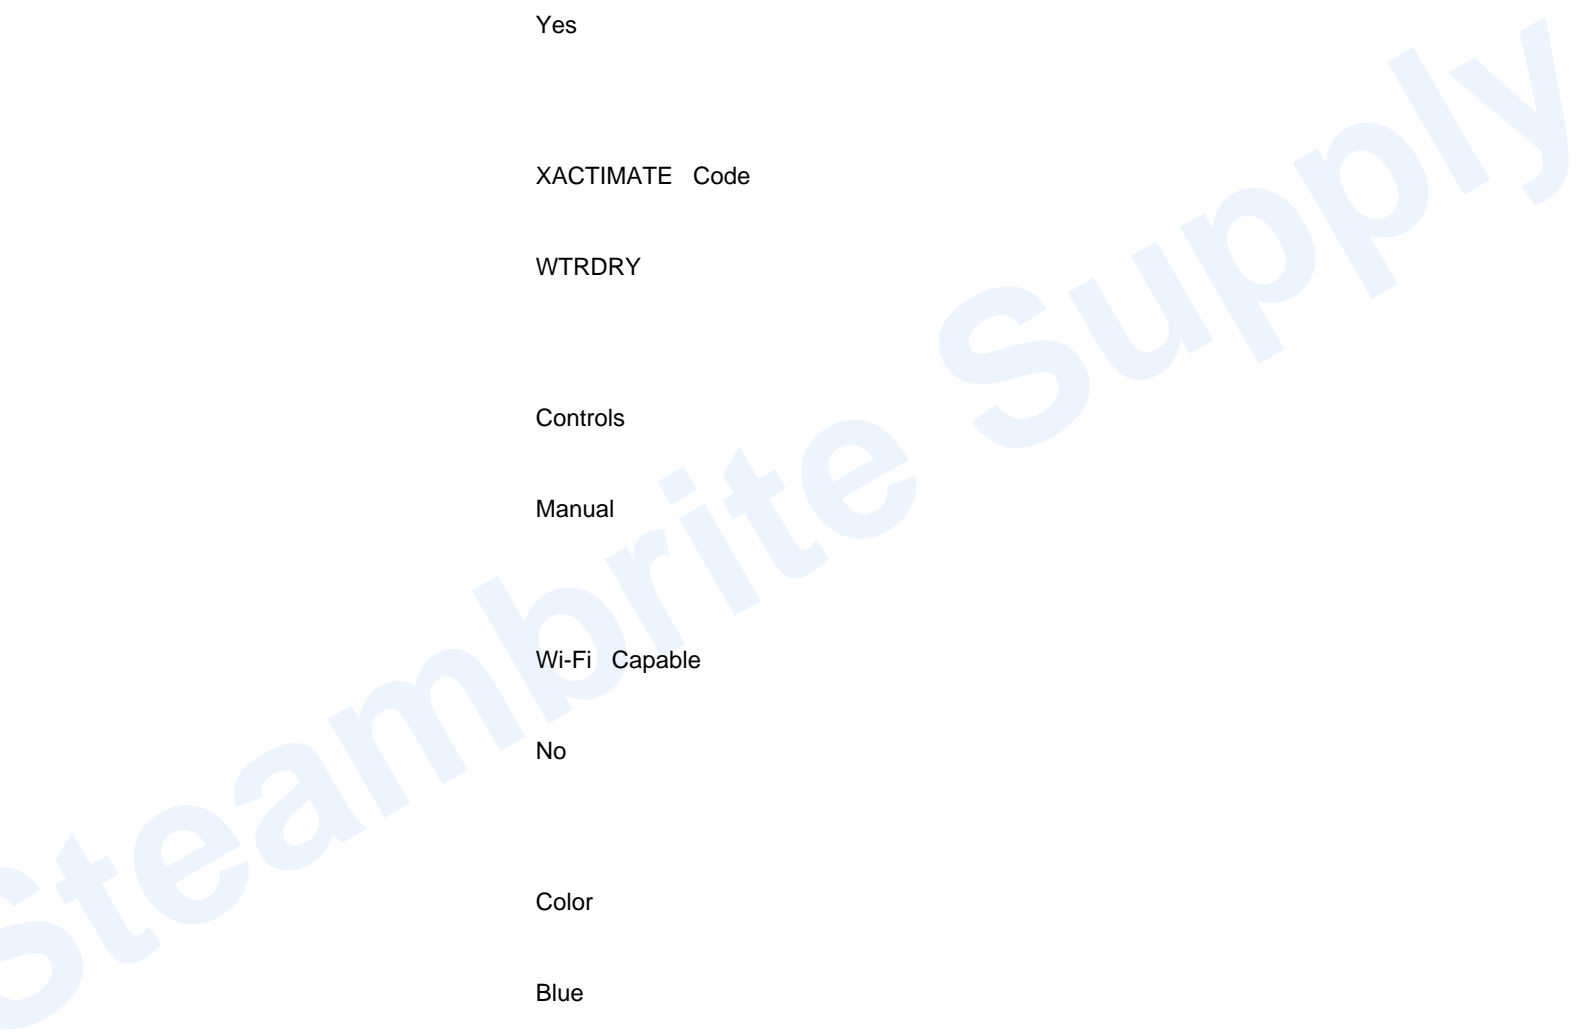 Yes
XACTIMATE Code
WTRDRY
Controls
Manual
Wi-Fi Capable
No
Color
Blue
Steambrite Supply